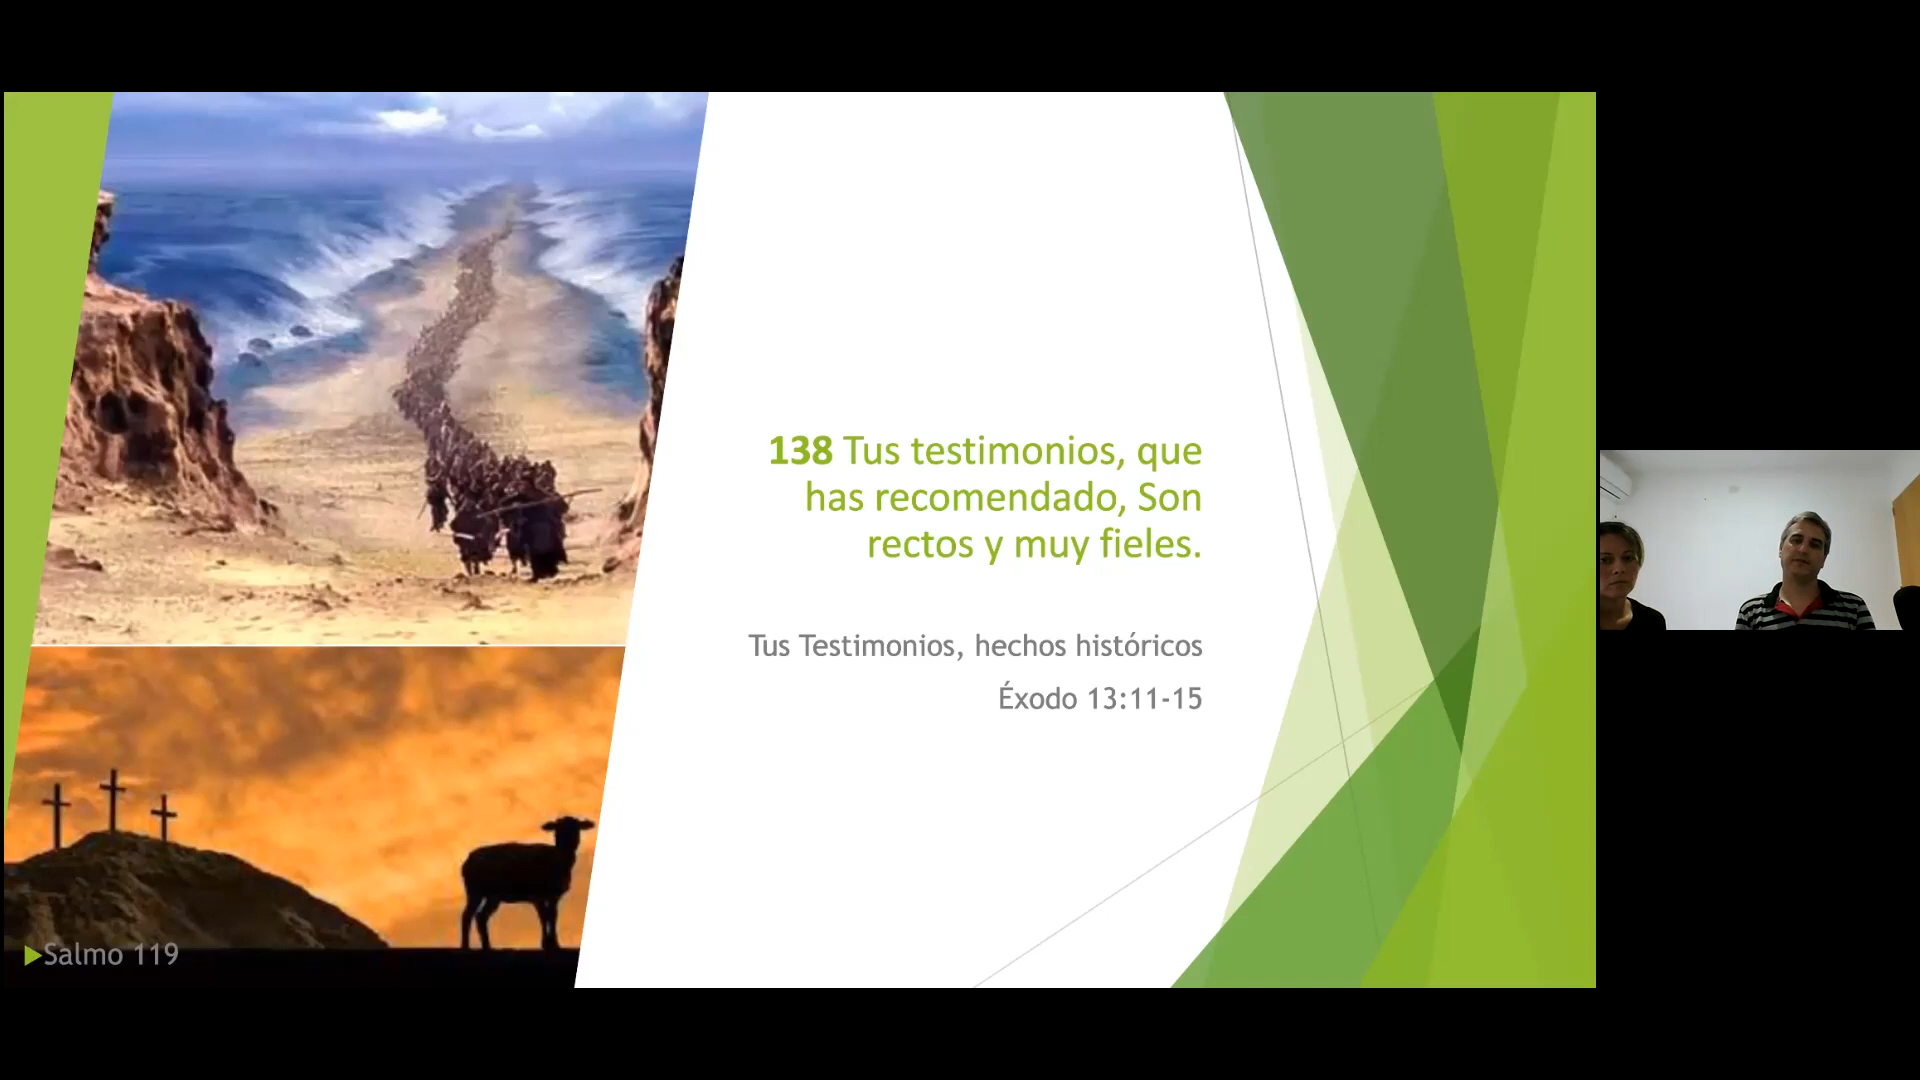 138 Tus testimonios, que
has recomendado, Son
rectos y muy fieles.
Tus Testimonios, hechos históricos
Éxodo 13:11-15
Salmo 119